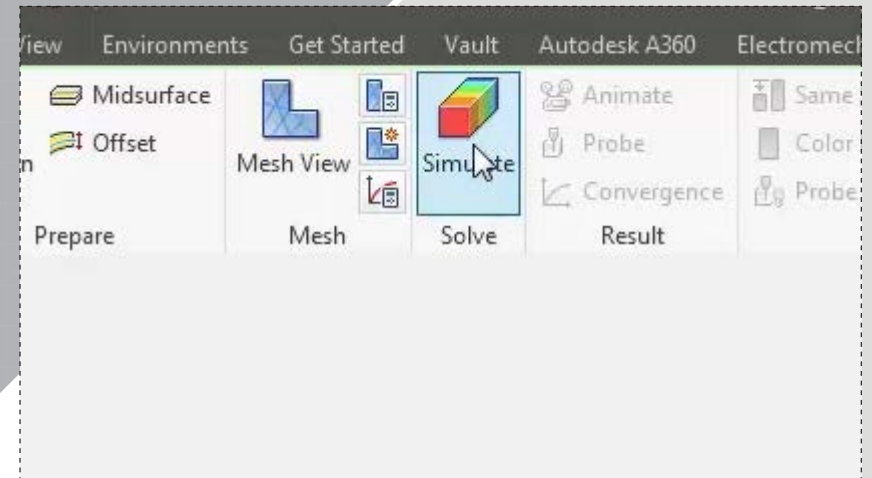 View Environments Get Started Vault Autodesk A360 Electromech
Midsurface
Offset
n
Mesh View
Simulate
Animate
Probe
Convergence
Same
Color
Probe
Prepare Mesh Solve Result